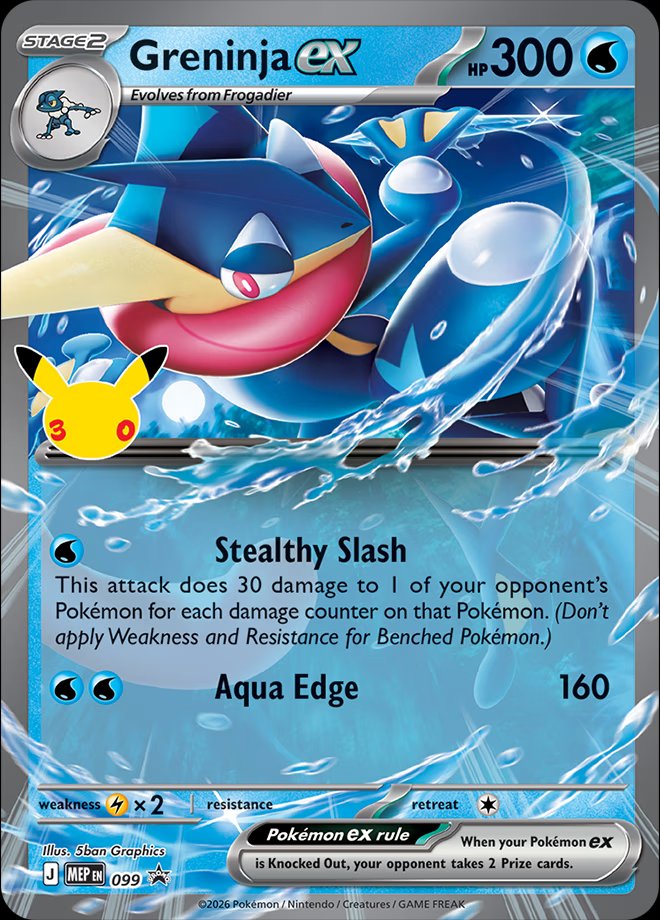 STAGE2
Greninja ex
HP 300
Evolves from Frogadier
30
Stealthy Slash
This attack does 30 damage to 1 of your opponent's
Pokémon for each damage counter on that Pokémon. (Don't
apply Weakness and Resistance for Benched Pokémon.)
Aqua Edge 160
weakness ×2 resistance retreat
Pokémon ex rule When your Pokémon ex
is Knocked Out, your opponent takes 2 Prize cards.
Illus. 5ban Graphics
J MEP EN 099
©2026 Pokémon / Nintendo / Creatures / GAME FREAK